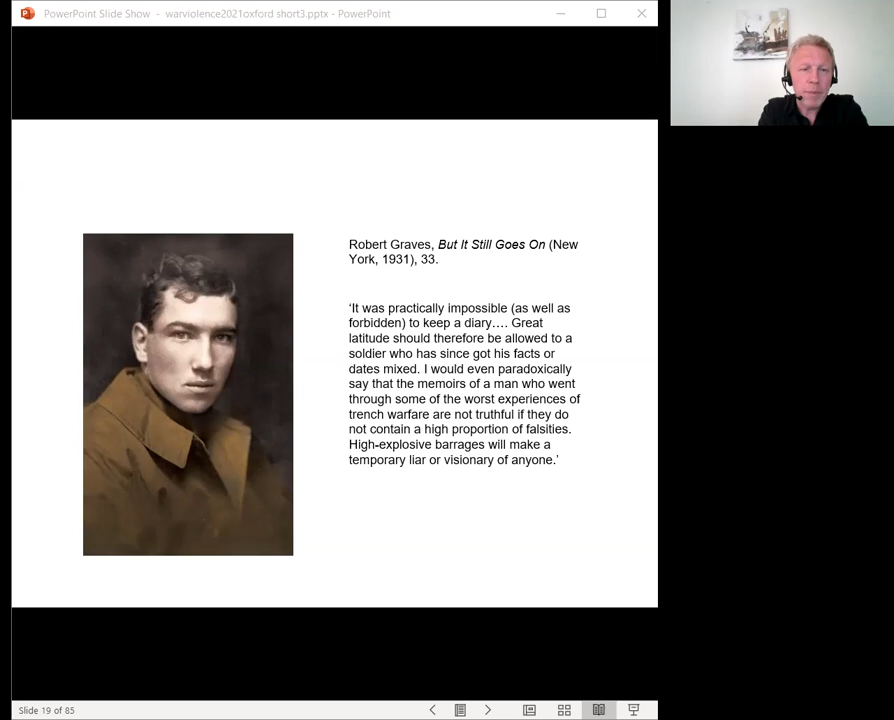 PowerPoint Slide Show - warviolence2021oxford short3.pptx - PowerPoint
Robert Graves, But It Still Goes On (New
York, 1931), 33.
‘It was practically impossible (as well as
forbidden) to keep a diary…. Great
latitude should therefore be allowed to a
soldier who has since got his facts or
dates mixed. I would even paradoxically
say that the memoirs of a man who went
through some of the worst experiences of
trench warfare are not truthful if they do
not contain a high proportion of falsities.
High-explosive barrages will make a
temporary liar or visionary of anyone.’
Slide 19 of 85